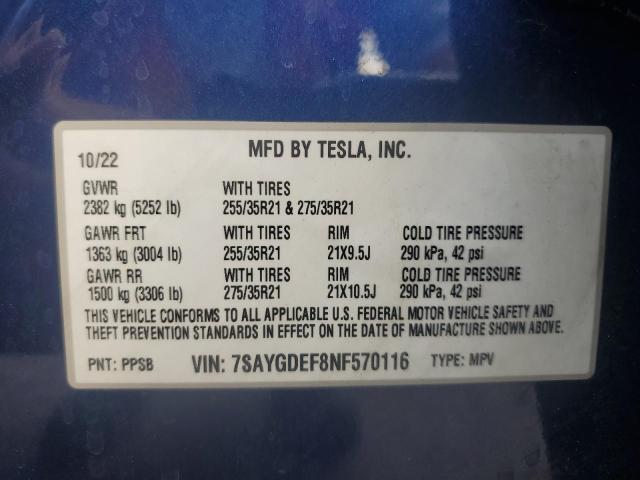 10/22 MFD BY TESLA, INC.
GVWR WITH TIRES
2382 kg (5252 lb) 255/35R21 & 275/35R21
GAWR FRT WITH TIRES RIM COLD TIRE PRESSURE
1363 kg (3004 lb) 255/35R21 21X9.5J 290 kPa, 42 psi
GAWR RR WITH TIRES RIM COLD TIRE PRESSURE
1500 kg (3306 lb) 275/35R21 21X10.5J 290 kPa, 42 psi
THIS VEHICLE CONFORMS TO ALL APPLICABLE U.S. FEDERAL MOTOR VEHICLE SAFETY AND
THEFT PREVENTION STANDARDS IN EFFECT ON THE DATE OF MANUFACTURE SHOWN ABOVE.
PNT: PPSB VIN: 7SAYGDEF8NF570116 TYPE: MPV